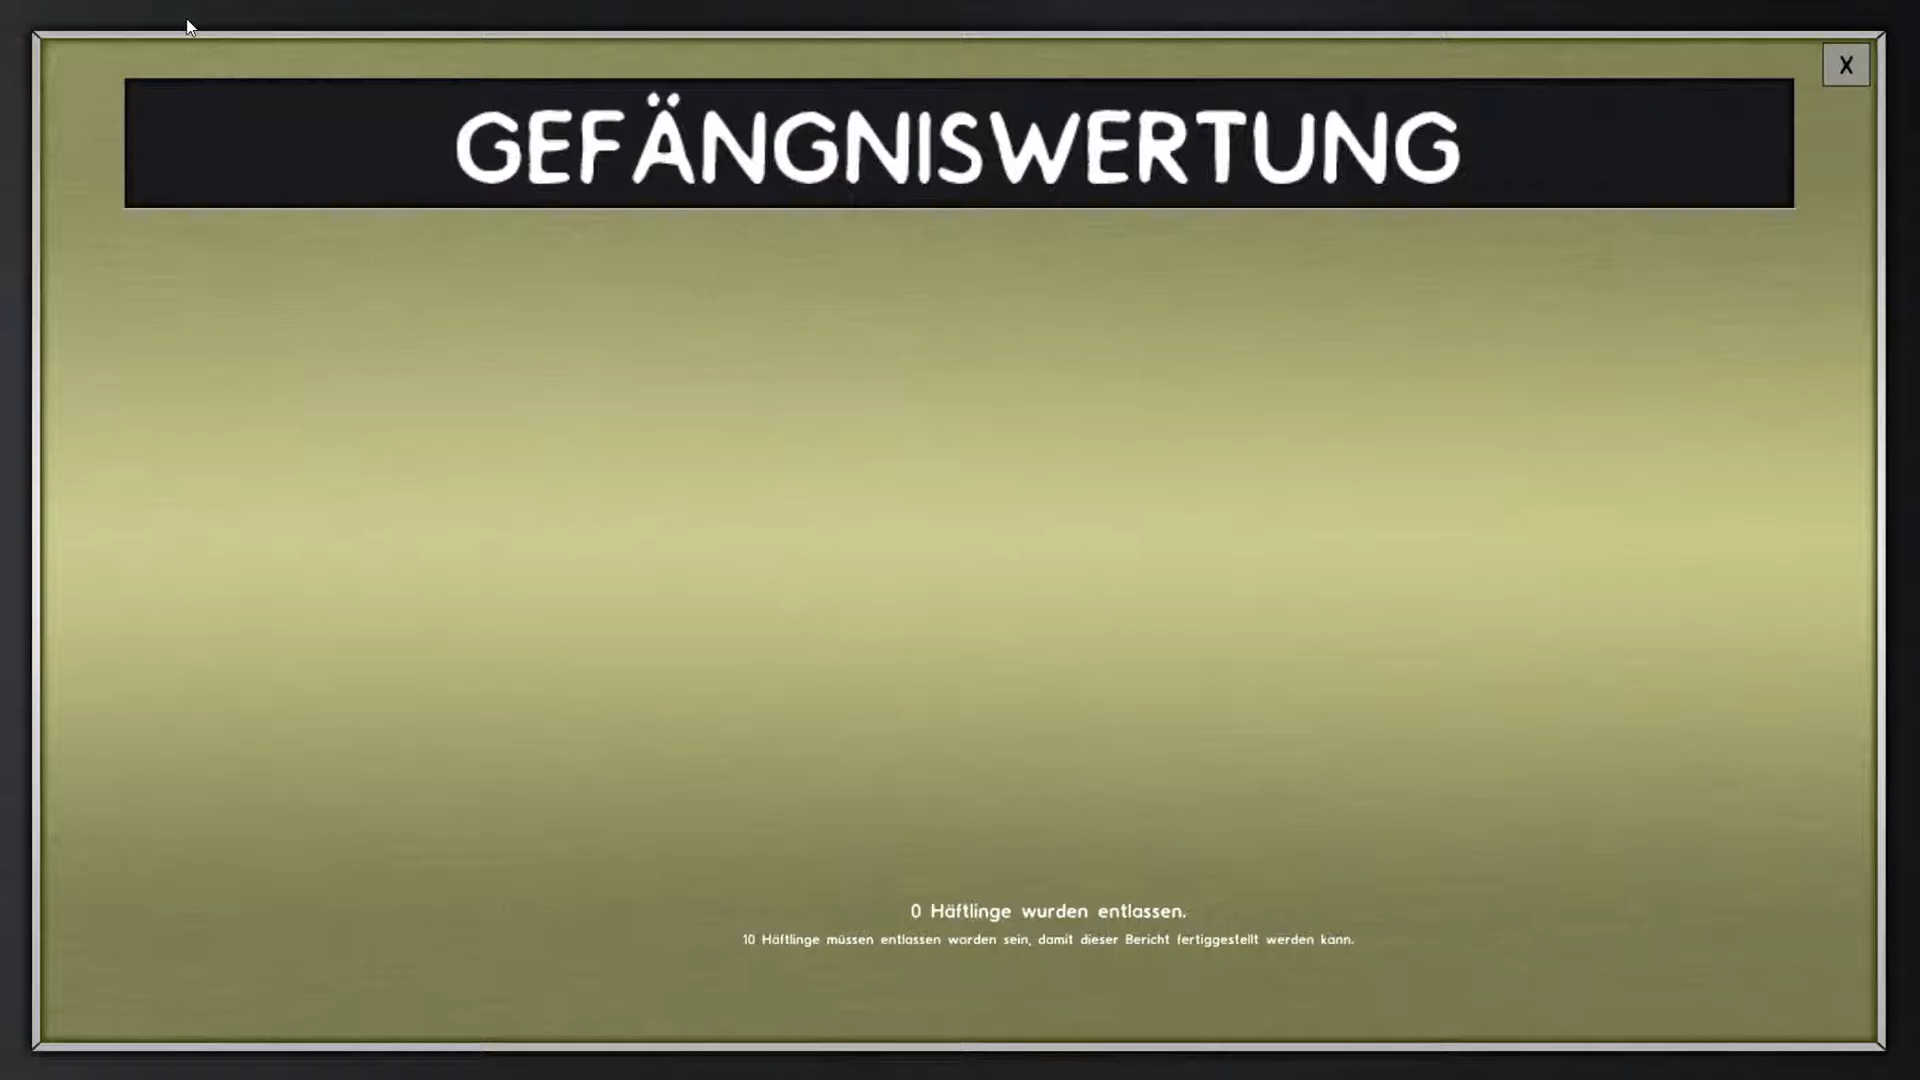 X
GEFÄNGNISWERTUNG
0 Häftlinge wurden entlassen.
10 Häftlinge müssen entlassen worden sein, damit dieser Bericht fertiggestellt werden kann.